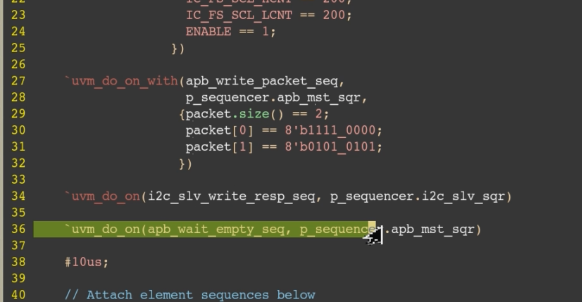 22 IC_FS_SCL_HCNT == 200;
23 IC_FS_SCL_LCNT == 200;
24 ENABLE == 1;
25 })
26
27 `uvm_do_on_with(apb_write_packet_seq,
28 p_sequencer.apb_mst_sqr,
29 {packet.size() == 2;
30 packet[0] == 8'b1111_0000;
31 packet[1] == 8'b0101_0101;
32 })
33
34 `uvm_do_on(i2c_slv_write_resp_seq, p_sequencer.i2c_slv_sqr)
35
36 `uvm_do_on(apb_wait_empty_seq, p_sequencer.apb_mst_sqr)
37
38 #10us;
39
40 // Attach element sequences below